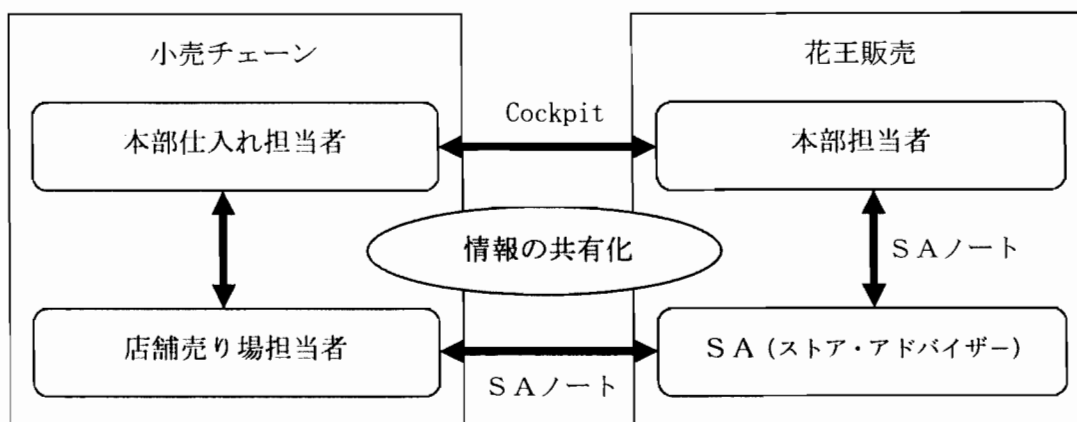 小売チェーン
花王販売
Cockpit
本部仕入れ担当者
本部担当者
情報の共有化
ＳＡノート
店舗売り場担当者
ＳＡ（ストア・アドバイザー）
ＳＡノート